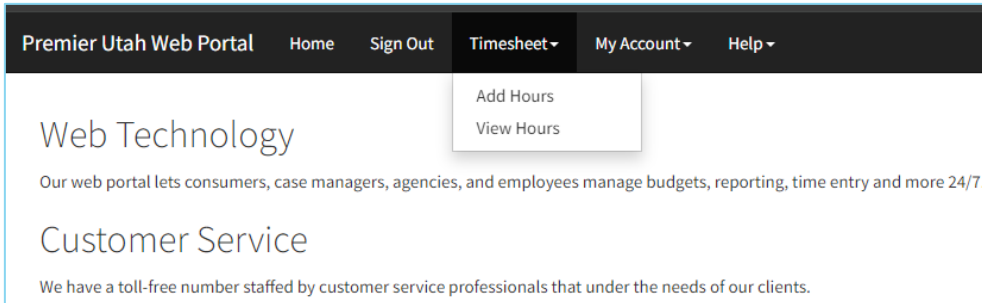 Premier Utah Web Portal Home Sign Out Timesheet My Account Help
Add Hours
View Hours
Web Technology
Our web portal lets consumers, case managers, agencies, and employees manage budgets, reporting, time entry and more 24/7
Customer Service
We have a toll-free number staffed by customer service professionals that under the needs of our clients.